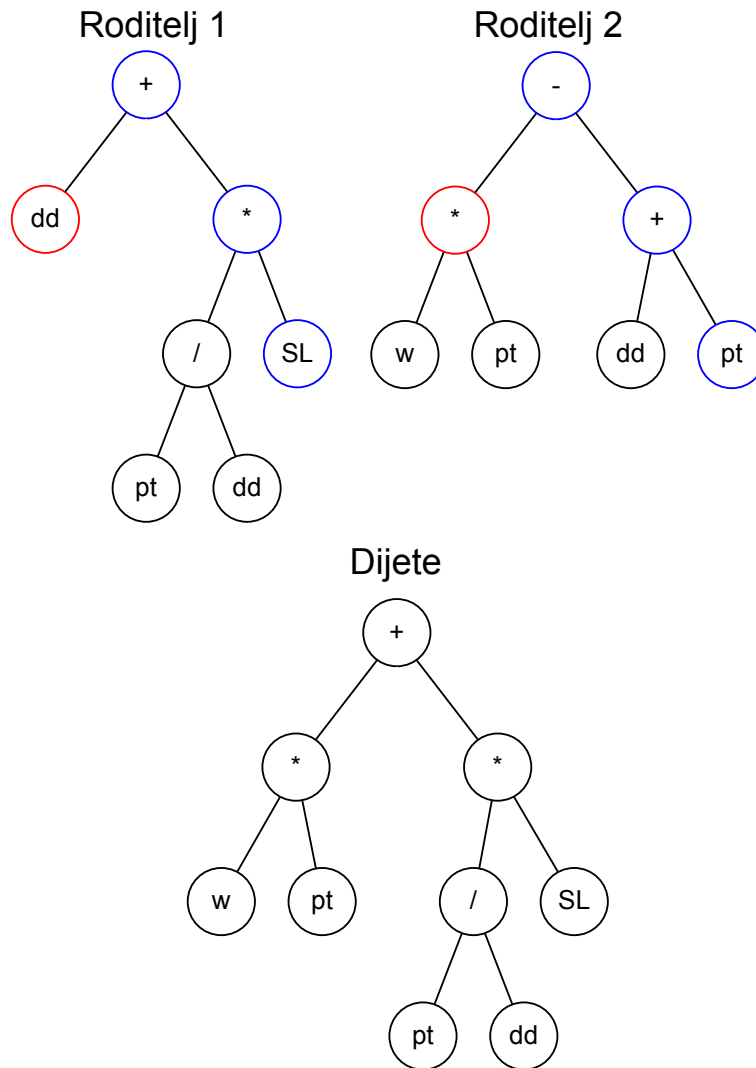 Roditelj 1 Roditelj 2
+ -
dd * * +
/ SL w pt dd pt
pt dd
Dijete
+
* *
w pt / SL
pt dd